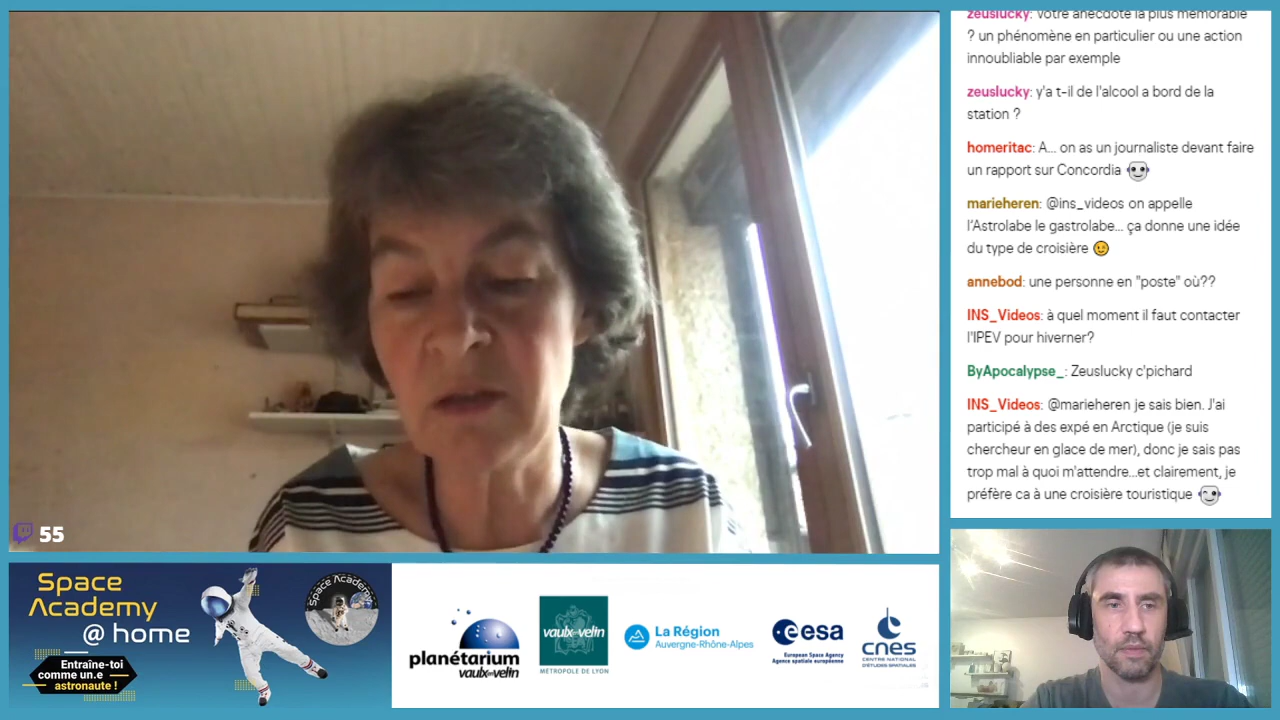 zeuslucky: votre anecdote la plus mémorable
? un phénomène en particulier ou une action
innoubliable par exemple
zeuslucky: y'a t-il de l'alcool a bord de la
station ?
homeritac: A... on as un journaliste devant faire
un rapport sur Concordia
marieheren: @ins_videos on appelle
l'Astrolabe le gastrolabe... ça donne une idée
du type de croisière
annebod: une personne en "poste" où??
INS_Videos: à quel moment il faut contacter
l'IPEV pour hiverner?
ByApocalypse_: Zeuslucky c'pichard
INS_Videos: @marieheren je sais bien. J'ai
participé à des expé en Arctique (je suis
chercheur en glace de mer), donc je sais pas
trop mal à quoi m'attendre...et clairement, je
préfère ca à une croisière touristique
55
Space
Academy
@ home
Entraîne-toi
comme un.e
astronaute !
Space Academy
planétarium
vaulx-en-velin
vaulx-en-velin
MÉTROPOLE DE LYON
La Région
Auvergne-Rhône-Alpes
esa
European Space Agency
Agence spatiale européenne
cnes
CENTRE NATIONAL
D'ÉTUDES SPATIALES